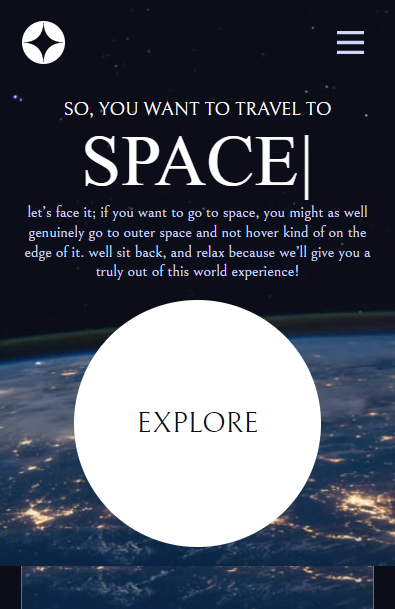 SO, YOU WANT TO TRAVEL TO
SPACE|
let's face it; if you want to go to space, you might as well
genuinely go to outer space and not hover kind of on the
edge of it. well sit back, and relax because we'll give you a
truly out of this world experience!
EXPLORE